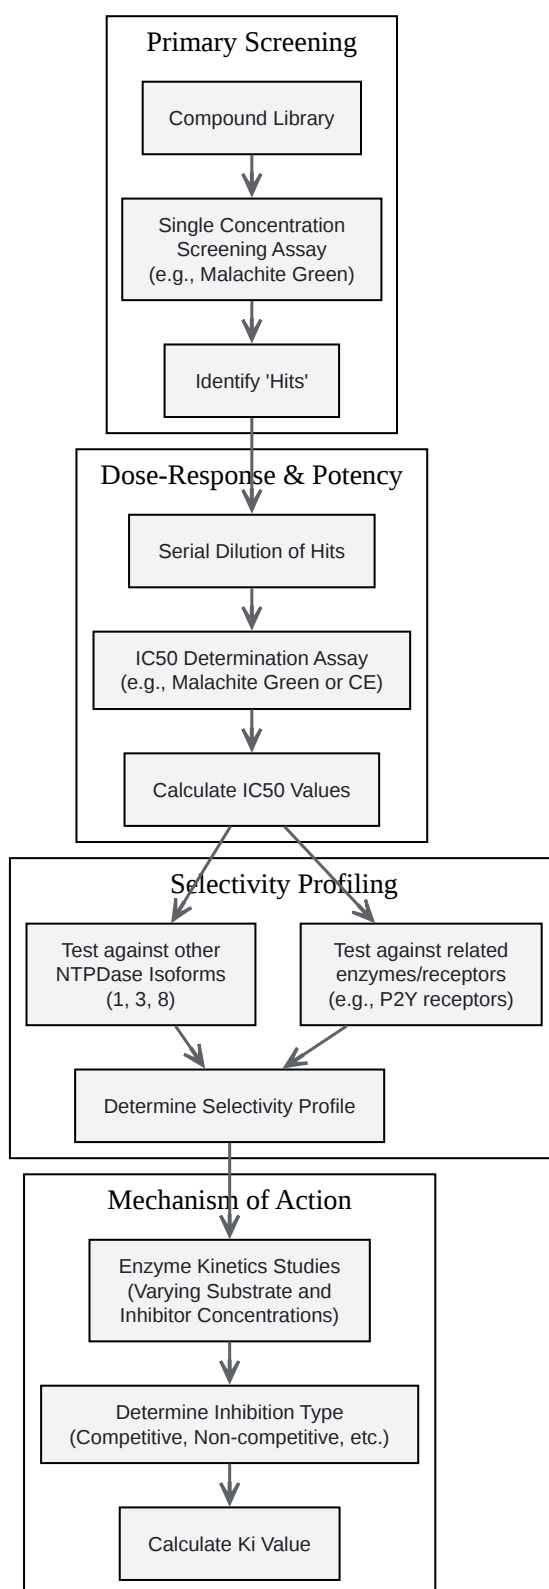 Primary Screening
Compound Library
Single Concentration
Screening Assay
(e.g., Malachite Green)
Identify 'Hits'
Dose-Response & Potency
Serial Dilution of Hits
IC50 Determination Assay
(e.g., Malachite Green or CE)
Calculate IC50 Values
Selectivity Profiling
Test against other
NTPDase Isoforms
(1, 3, 8)
Test against related
enzymes/receptors
(e.g., P2Y receptors)
Determine Selectivity Profile
Mechanism of Action
Enzyme Kinetics Studies
(Varying Substrate and
Inhibitor Concentrations)
Determine Inhibition Type
(Competitive, Non-competitive, etc.)
Calculate Ki Value